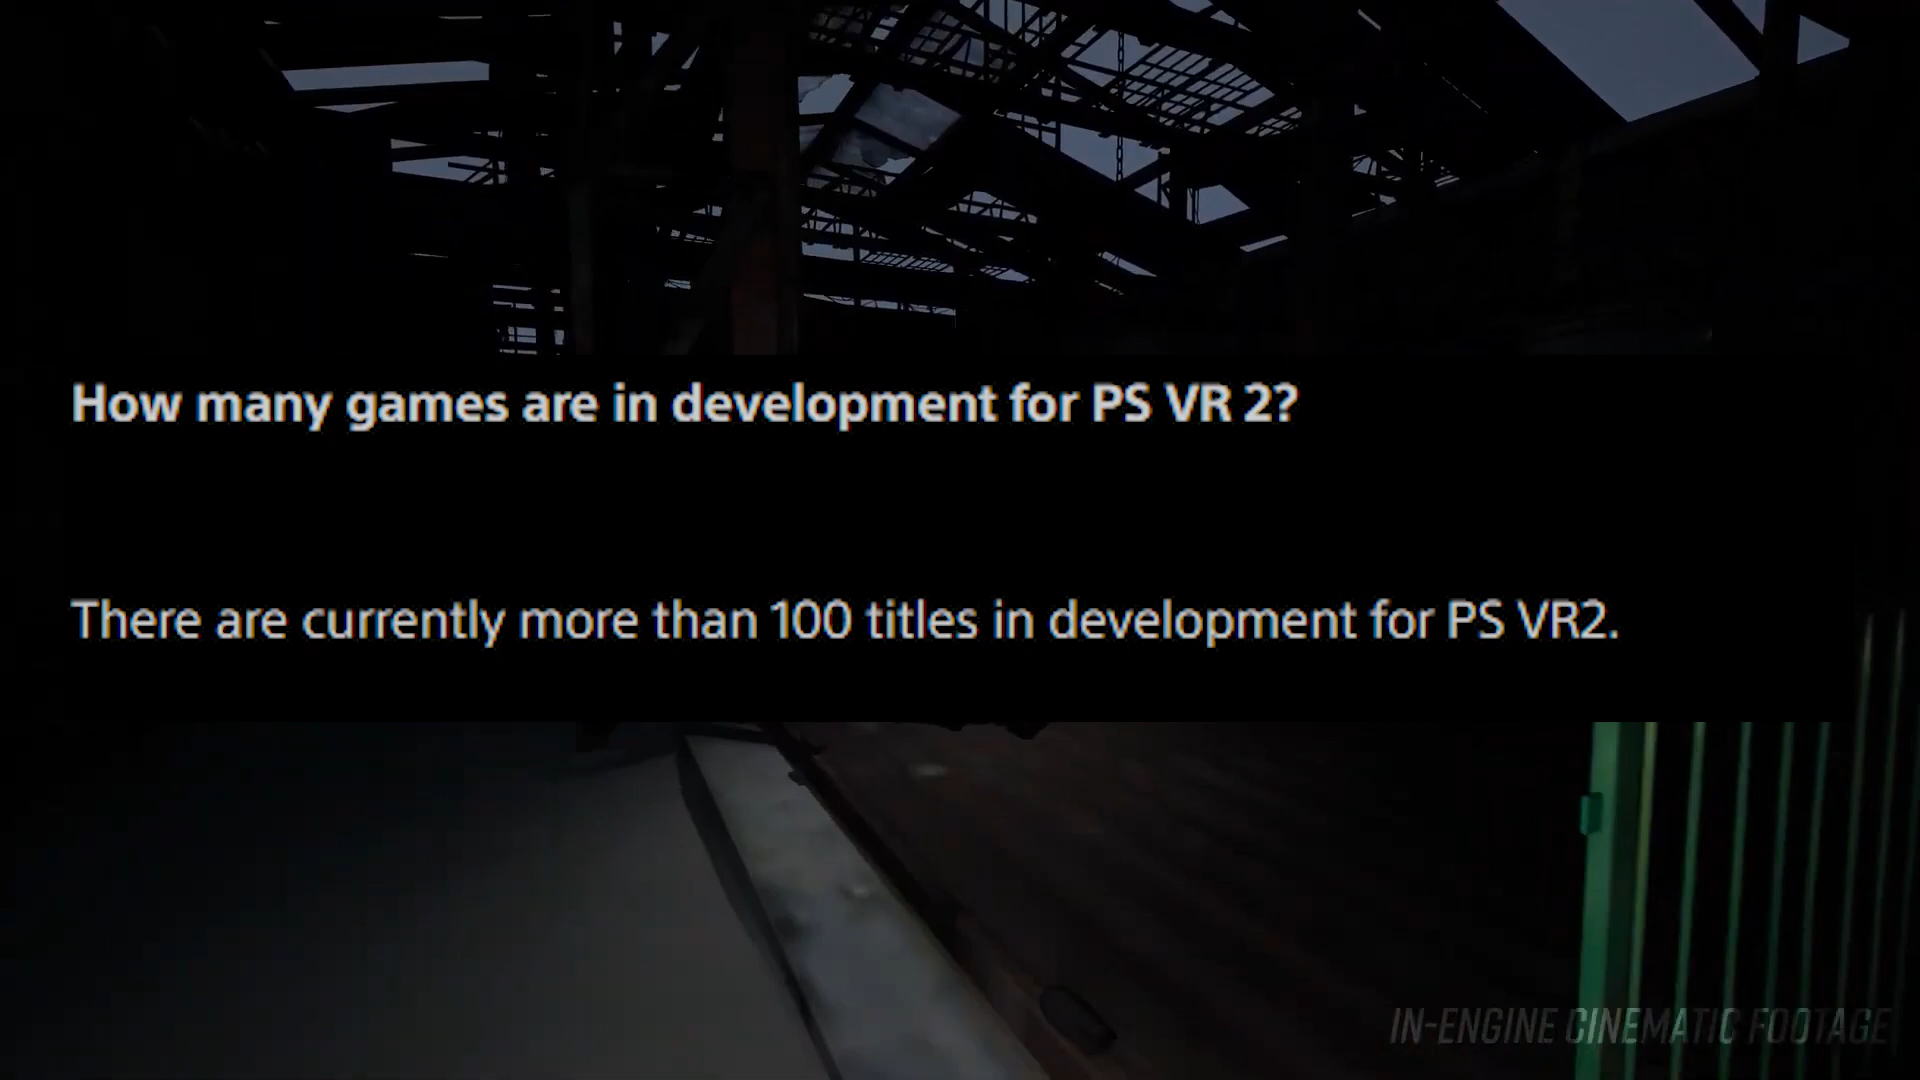 How many games are in development for PS VR 2?
There are currently more than 100 titles in development for PS VR2.
IN-ENGINE CINEMATIC FOOTAGE